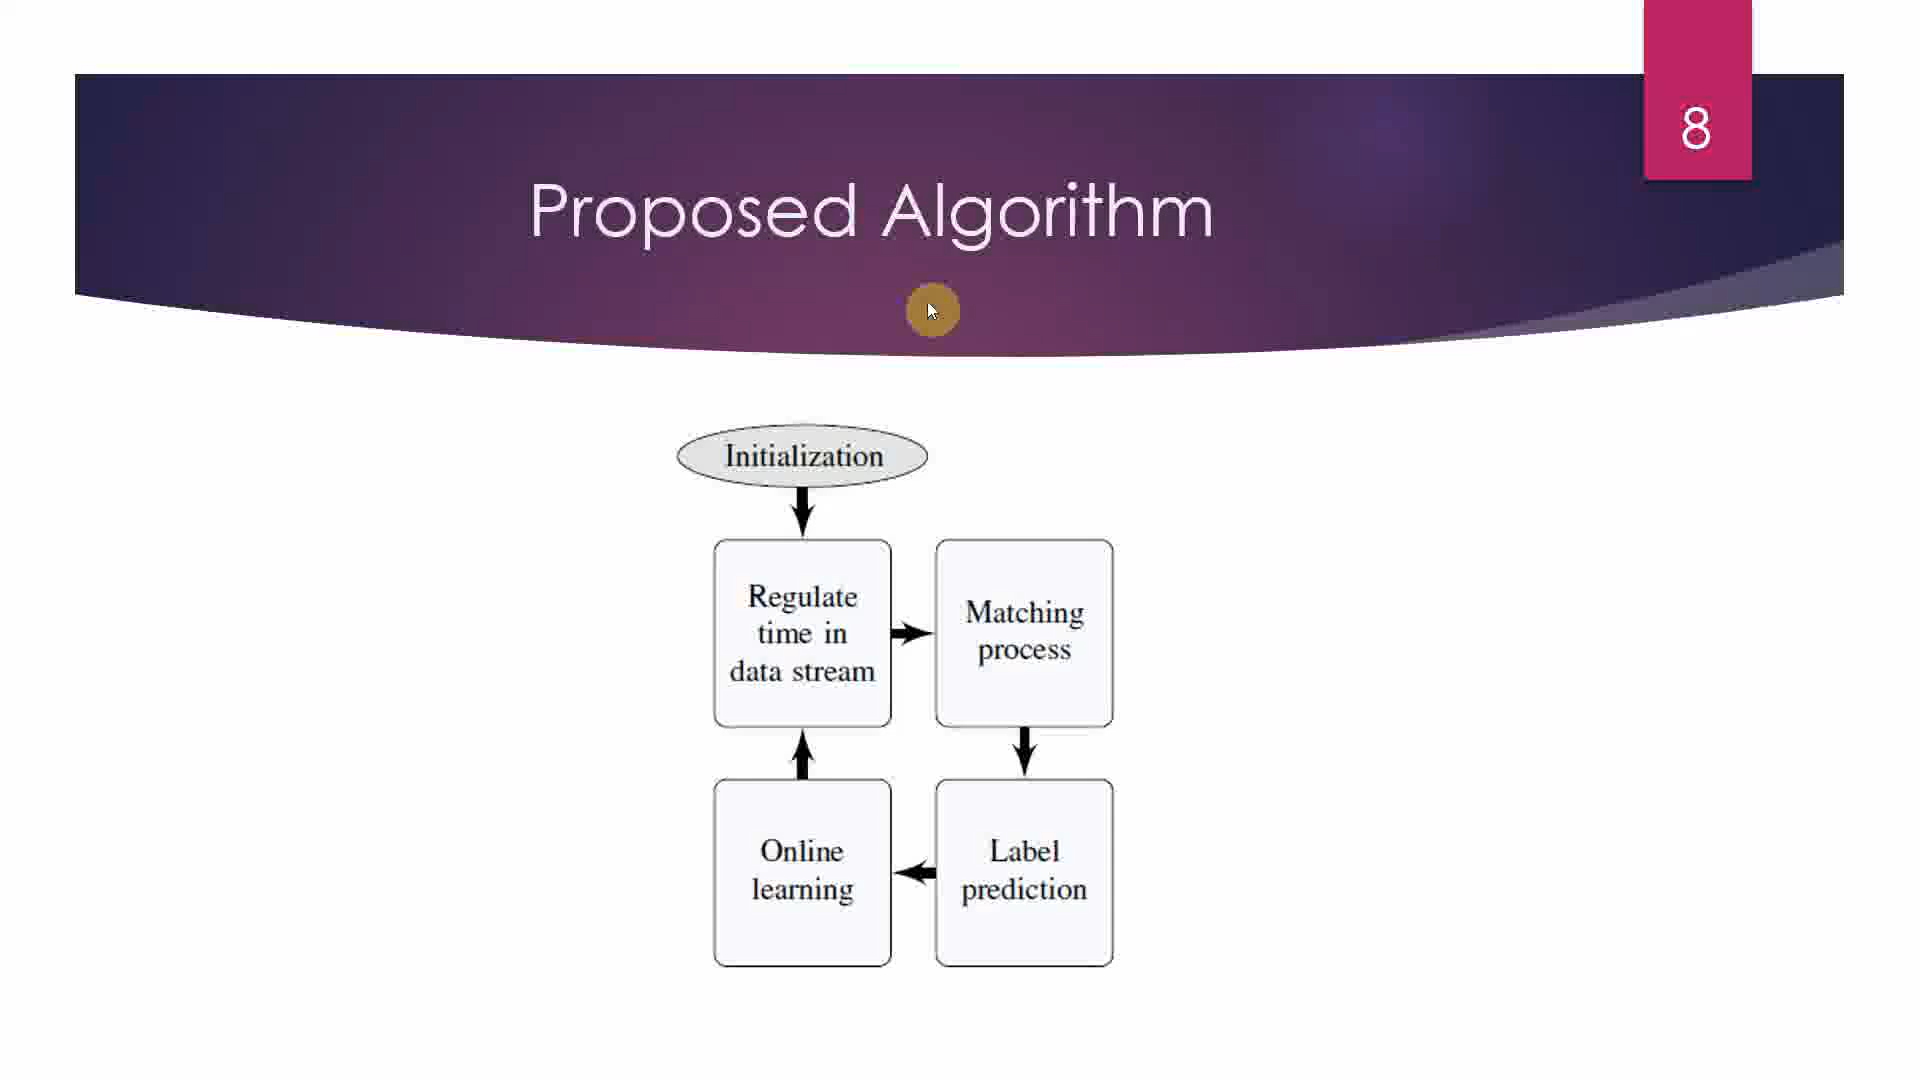 8
Proposed Algorithm
Initialization
Regulate
time in
data stream
Matching
process
Online
learning
Label
prediction